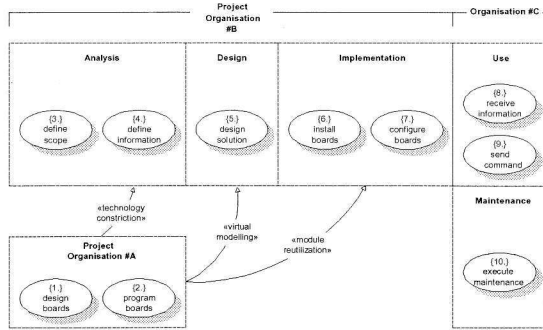 Project
Organisation
#B
Organisation #C
Analysis
Design
Implementation
Use
{3.}
define
scope
{4.}
define
information
{5.}
design
solution
{6.}
install
boards
{7.}
configure
boards
{8.}
receive
information
{9.}
send
command
«technology
constriction»
«virtual
modelling»
«module
reutilization»
Maintenance
Project
Organisation #A
{1.}
design
boards
{2.}
program
boards
{10.}
execute
maintenance